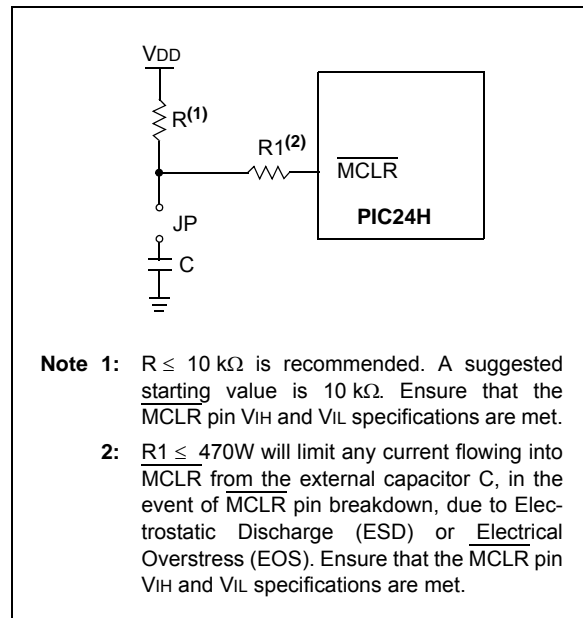 VDD
R(1)
R1(2)
MCLR
JP
PIC24H
C
Note 1: R ≤ 10 kΩ is recommended. A suggested
starting value is 10 kΩ. Ensure that the
MCLR pin VIH and VIL specifications are met.
2: R1 ≤ 470W will limit any current flowing into
MCLR from the external capacitor C, in the
event of MCLR pin breakdown, due to Elec-
trostatic Discharge (ESD) or Electrical
Overstress (EOS). Ensure that the MCLR pin
VIH and VIL specifications are met.